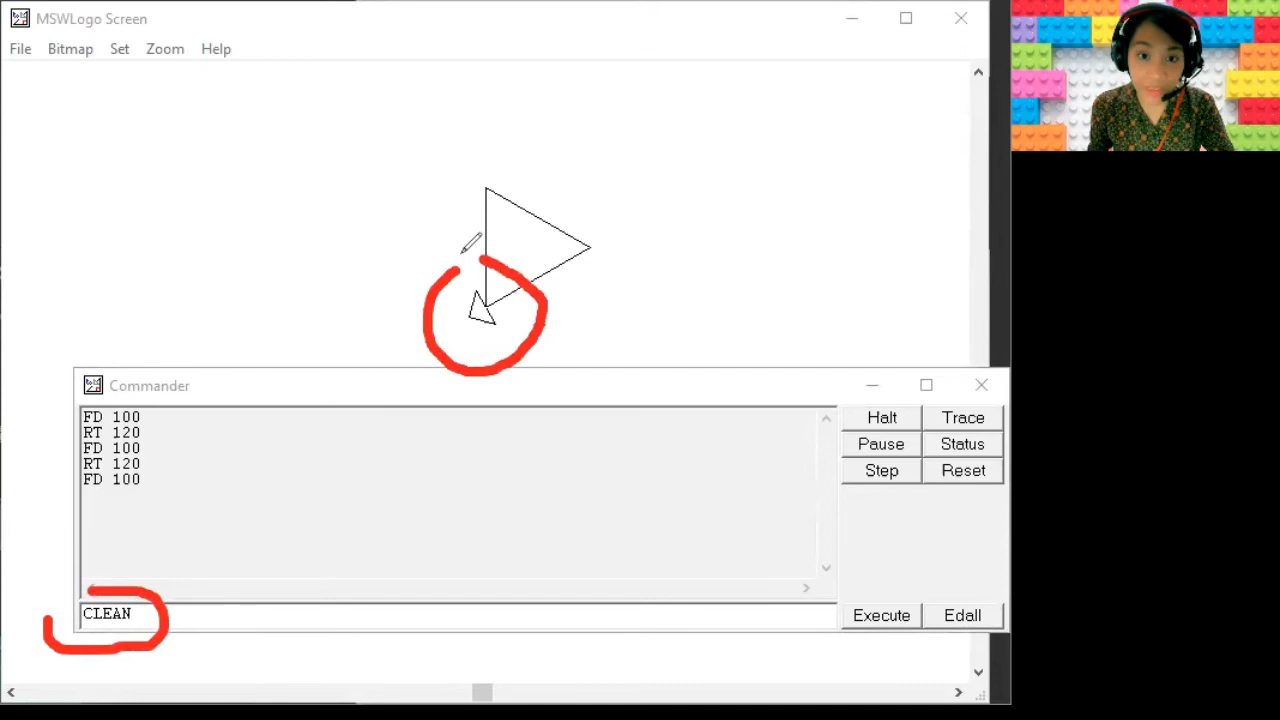 MSWLogo Screen
File Bitmap Set Zoom Help
Commander
FD 100
RT 120
FD 100
RT 120
FD 100
Halt Trace
Pause Status
Step Reset
CLEAN
Execute Edall